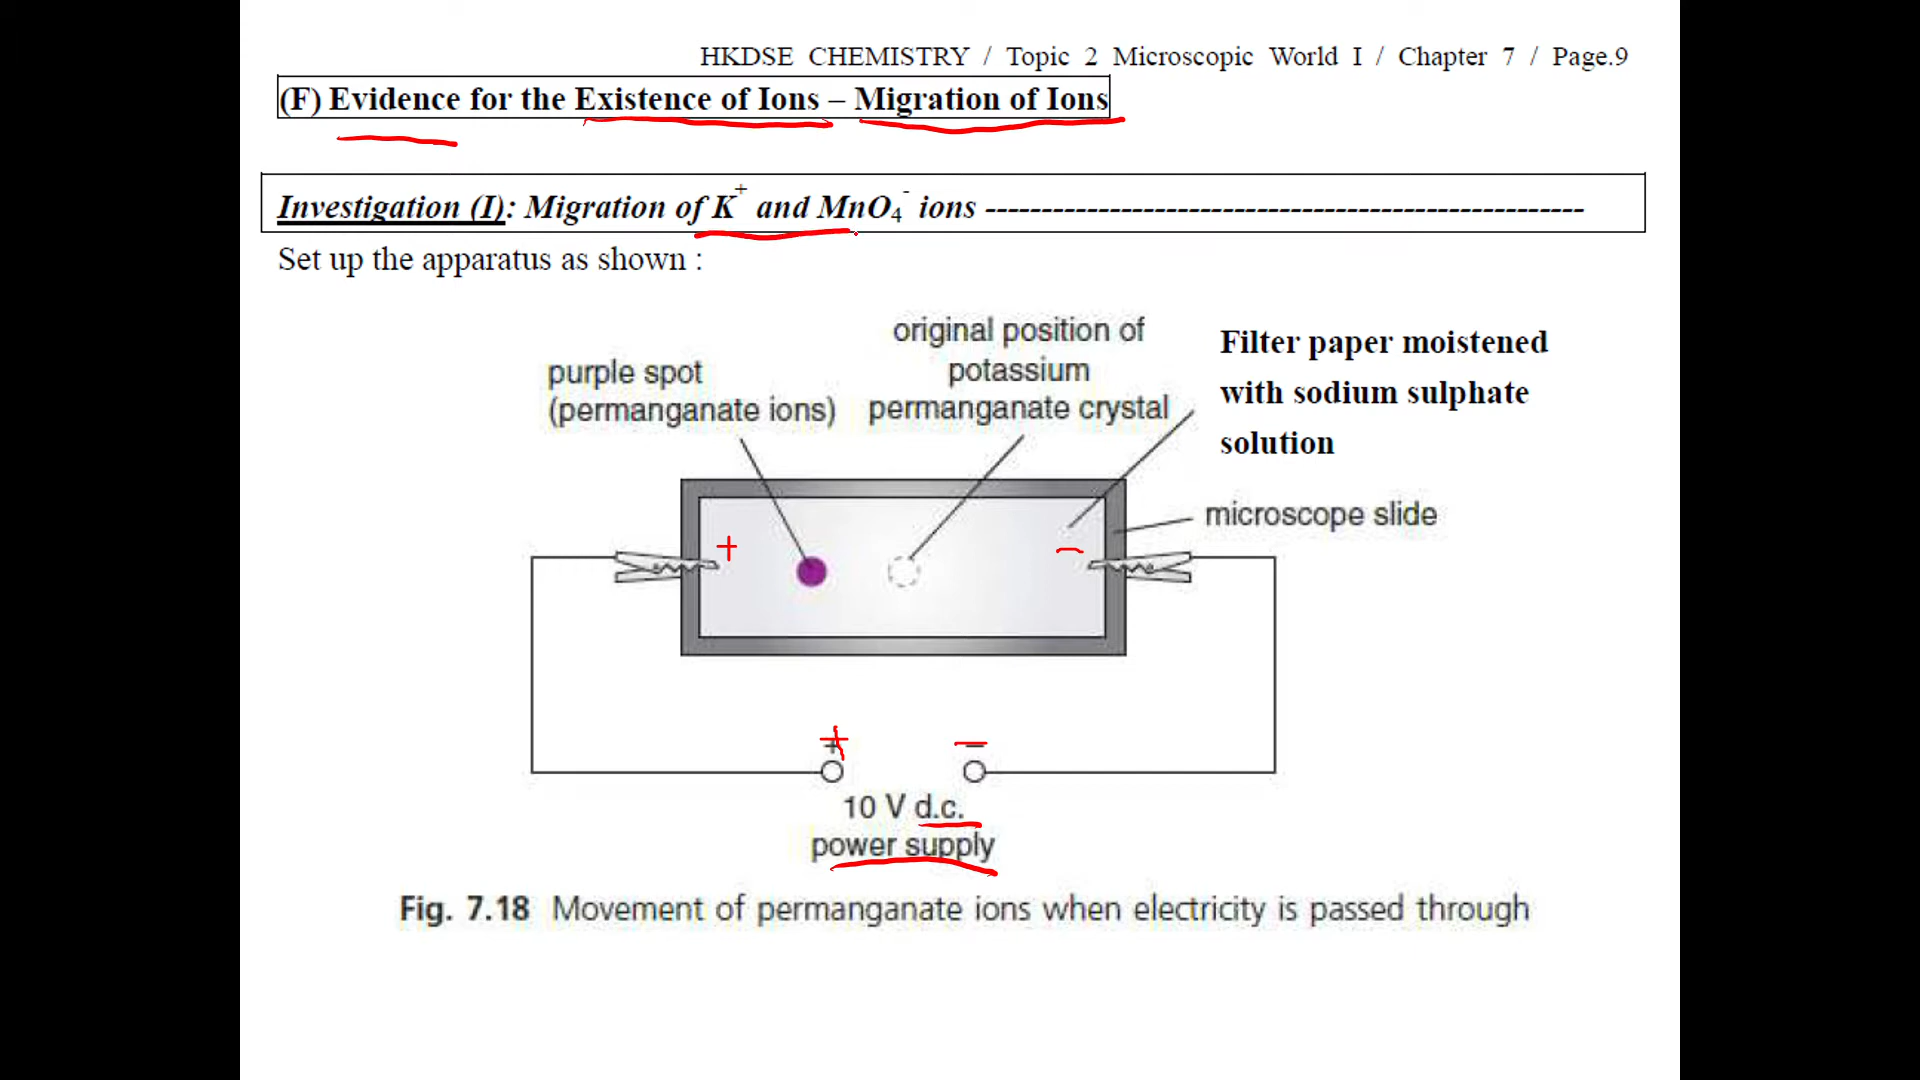 HKDSE CHEMISTRY / Topic 2 Microscopic World I / Chapter 7 / Page.9
(F) Evidence for the Existence of Ions – Migration of Ions
Investigation (I): Migration of K⁺ and MnO₄⁻ ions -----------------------------------------------------
Set up the apparatus as shown :
purple spot
(permanganate ions)
original position of
potassium
permanganate crystal
Filter paper moistened
with sodium sulphate
solution
microscope slide
+
−
+
+
−
−
10 V d.c.
power supply
Fig. 7.18 Movement of permanganate ions when electricity is passed through